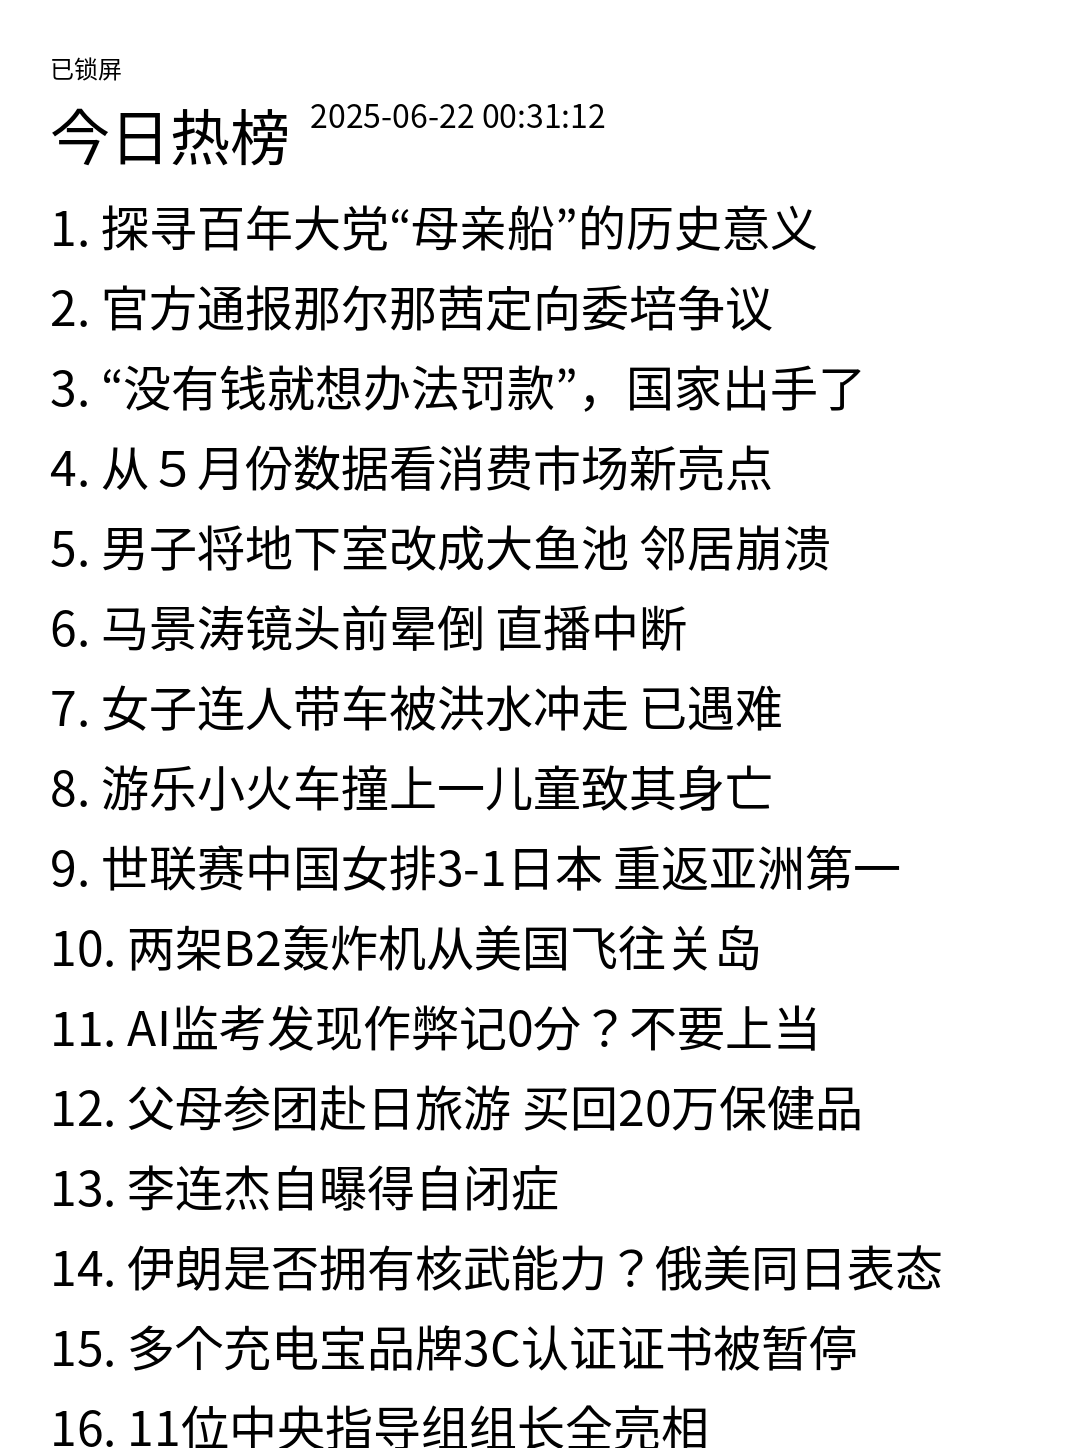 已锁屏
今日热榜 2025-06-22 00:31:12
1. 探寻百年大党“母亲船”的历史意义
2. 官方通报那尔那茜定向委培争议
3. “没有钱就想办法罚款”，国家出手了
4. 从５月份数据看消费市场新亮点
5. 男子将地下室改成大鱼池 邻居崩溃
6. 马景涛镜头前晕倒 直播中断
7. 女子连人带车被洪水冲走 已遇难
8. 游乐小火车撞上一儿童致其身亡
9. 世联赛中国女排3-1日本 重返亚洲第一
10. 两架B2轰炸机从美国飞往关岛
11. AI监考发现作弊记0分？不要上当
12. 父母参团赴日旅游 买回20万保健品
13. 李连杰自曝得自闭症
14. 伊朗是否拥有核武能力？俄美同日表态
15. 多个充电宝品牌3C认证证书被暂停
16. 11位中央指导组组长全亮相